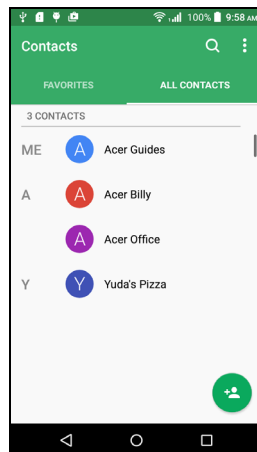 100% 9:58 AM
Contacts
FAVORITES ALL CONTACTS
3 CONTACTS
ME A Acer Guides
A A Acer Billy
A Acer Office
Y Y Yuda's Pizza